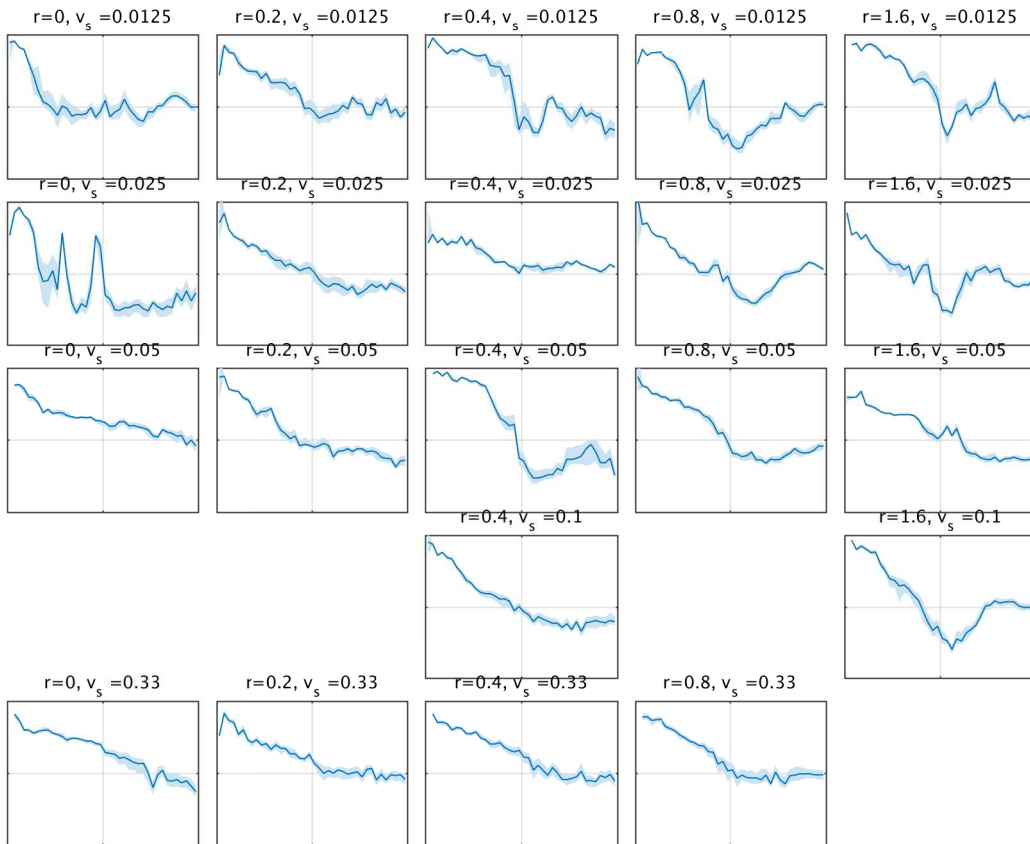 r=0, v_s =0.0125
r=0.2, v_s =0.0125
r=0.4, v_s =0.0125
r=0.8, v_s =0.0125
r=1.6, v_s =0.0125
r=0, v_s =0.025
r=0.2, v_s =0.025
r=0.4, v_s =0.025
r=0.8, v_s =0.025
r=1.6, v_s =0.025
r=0, v_s =0.05
r=0.2, v_s =0.05
r=0.4, v_s =0.05
r=0.8, v_s =0.05
r=1.6, v_s =0.05
r=0.4, v_s =0.1
r=1.6, v_s =0.1
r=0, v_s =0.33
r=0.2, v_s =0.33
r=0.4, v_s =0.33
r=0.8, v_s =0.33